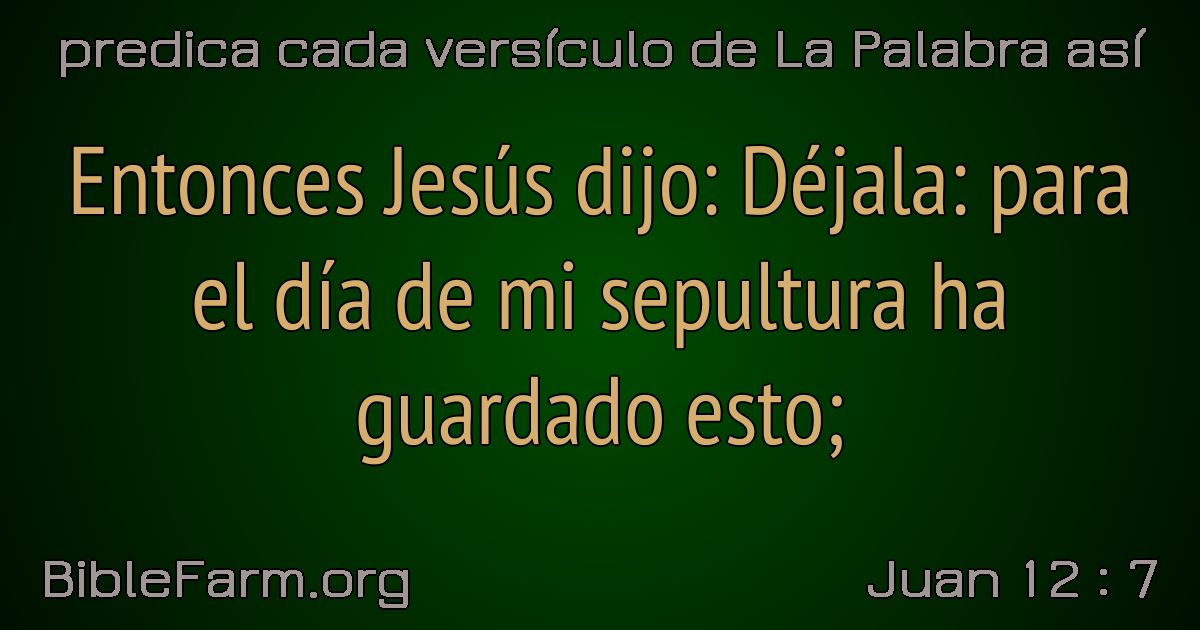 predica cada versículo de La Palabra así
Entonces Jesús dijo: Déjala: para
el día de mi sepultura ha
guardado esto;
BibleFarm.org
Juan 12 : 7